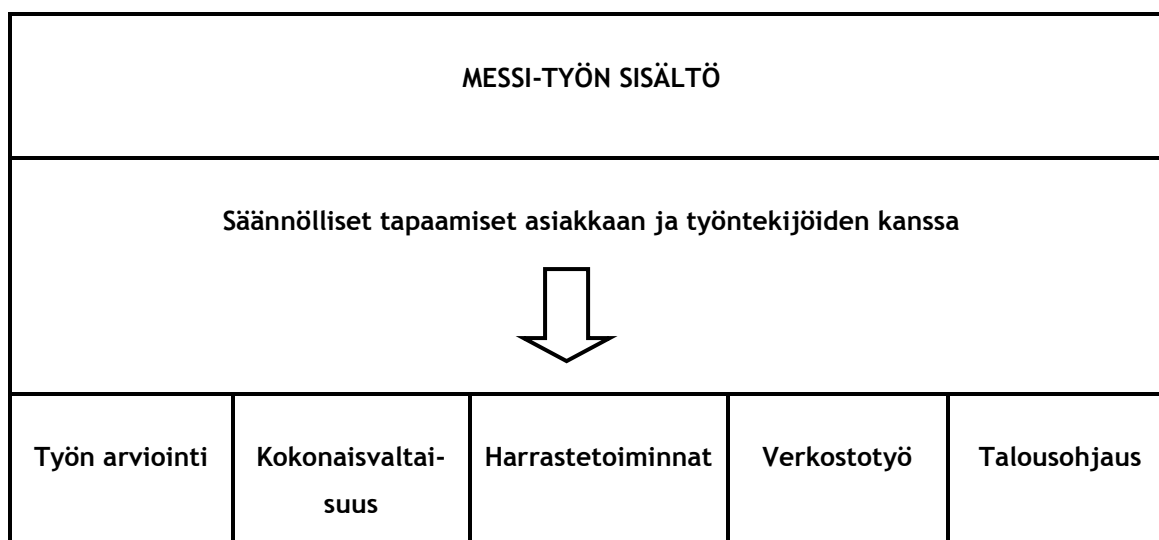 MESSI-TYÖN SISÄLTÖ
Säännölliset tapaamiset asiakkaan ja työntekijöiden kanssa
Työn arviointi
Kokonaisvaltai-
suus
Harrastetoiminnat
Verkostotyö
Talousohjaus